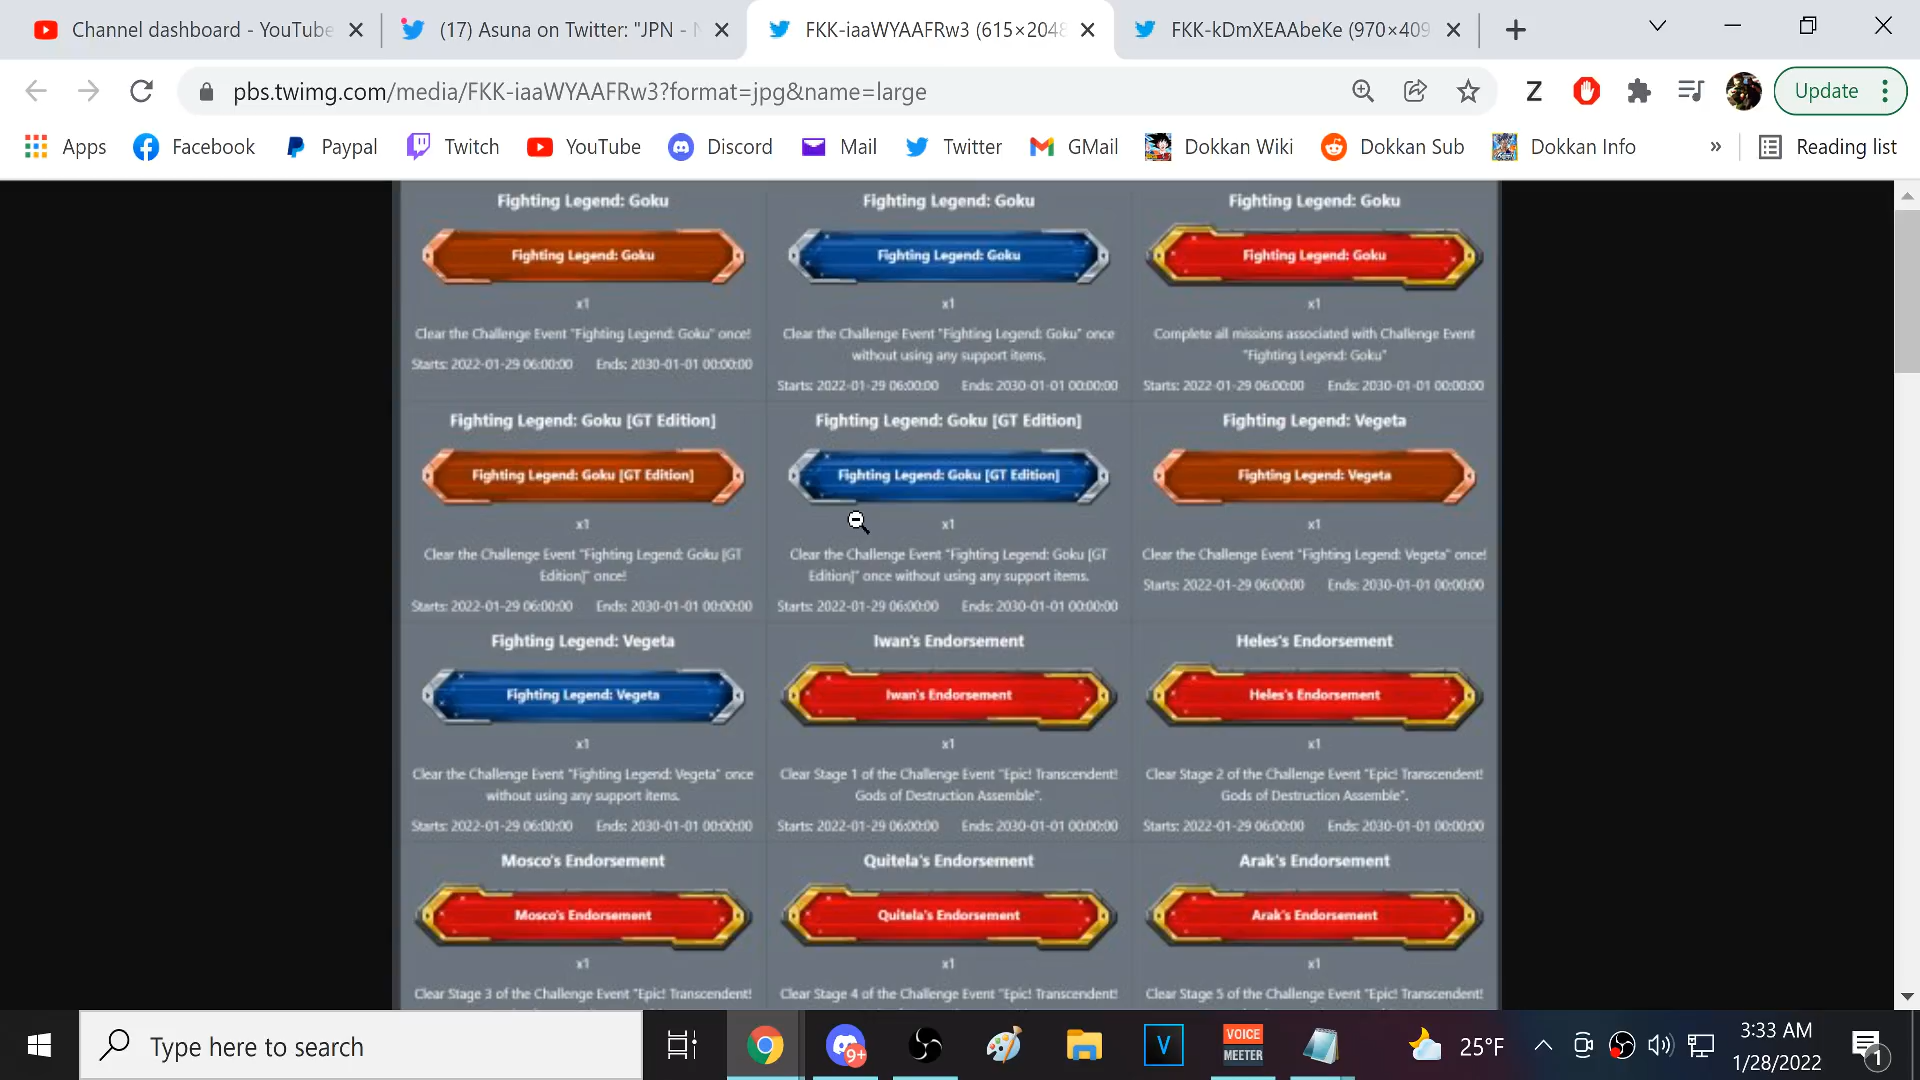 Channel dashboard - YouTube
(17) Asuna on Twitter: "JPN - N
FKK-iaaWYAAFRw3 (615×2048
FKK-kDmXEAAbeKe (970×409
pbs.twimg.com/media/FKK-iaaWYAAFRw3?format=jpg&name=large
Z
Update
Apps
Facebook
Paypal
Twitch
YouTube
Discord
Mail
Twitter
GMail
Dokkan Wiki
Dokkan Sub
Dokkan Info
»
Reading list
Fighting Legend: Goku
Fighting Legend: Goku
x1
Clear the Challenge Event "Fighting Legend: Goku" once!
Starts: 2022-01-29 06:00:00 Ends: 2030-01-01 00:00:00
Fighting Legend: Goku
Fighting Legend: Goku
x1
Clear the Challenge Event "Fighting Legend: Goku" once
without using any support items.
Starts: 2022-01-29 06:00:00 Ends: 2030-01-01 00:00:00
Fighting Legend: Goku
Fighting Legend: Goku
x1
Complete all missions associated with Challenge Event
"Fighting Legend: Goku"
Starts: 2022-01-29 06:00:00 Ends: 2030-01-01 00:00:00
Fighting Legend: Goku [GT Edition]
Fighting Legend: Goku [GT Edition]
x1
Clear the Challenge Event "Fighting Legend: Goku [GT
Edition]" once!
Starts: 2022-01-29 06:00:00 Ends: 2030-01-01 00:00:00
Fighting Legend: Goku [GT Edition]
Fighting Legend: Goku [GT Edition]
x1
Clear the Challenge Event "Fighting Legend: Goku [GT
Edition]" once without using any support items.
Starts: 2022-01-29 06:00:00 Ends: 2030-01-01 00:00:00
Fighting Legend: Vegeta
Fighting Legend: Vegeta
x1
Clear the Challenge Event "Fighting Legend: Vegeta" once!
Starts: 2022-01-29 06:00:00 Ends: 2030-01-01 00:00:00
Fighting Legend: Vegeta
Fighting Legend: Vegeta
x1
Clear the Challenge Event "Fighting Legend: Vegeta" once
without using any support items.
Starts: 2022-01-29 06:00:00 Ends: 2030-01-01 00:00:00
Iwan's Endorsement
Iwan's Endorsement
x1
Clear Stage 1 of the Challenge Event "Epic! Transcendent!
Gods of Destruction Assemble".
Starts: 2022-01-29 06:00:00 Ends: 2030-01-01 00:00:00
Heles's Endorsement
Heles's Endorsement
x1
Clear Stage 2 of the Challenge Event "Epic! Transcendent!
Gods of Destruction Assemble".
Starts: 2022-01-29 06:00:00 Ends: 2030-01-01 00:00:00
Mosco's Endorsement
Mosco's Endorsement
x1
Clear Stage 3 of the Challenge Event "Epic! Transcendent!
Quitela's Endorsement
Quitela's Endorsement
x1
Clear Stage 4 of the Challenge Event "Epic! Transcendent!
Arak's Endorsement
Arak's Endorsement
x1
Clear Stage 5 of the Challenge Event "Epic! Transcendent!
Type here to search
9+
V
VOICE
MEETER
25°F
3:33 AM
1/28/2022
1